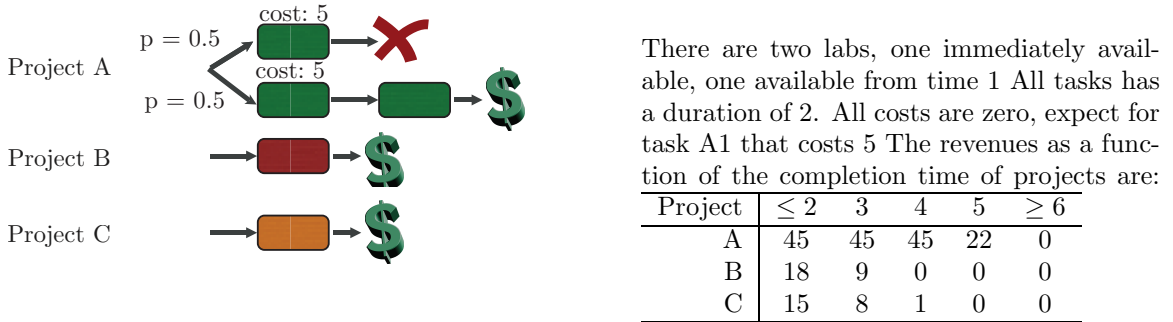 cost: 5
p = 0.5
Project A
cost: 5
p = 0.5
Project B
Project C
There are two labs, one immediately avail-
able, one available from time 1 All tasks has
a duration of 2. All costs are zero, expect for
task A1 that costs 5 The revenues as a func-
tion of the completion time of projects are:
Project ≤ 2 3 4 5 ≥ 6
A 45 45 45 22 0
B 18 9 0 0 0
C 15 8 1 0 0